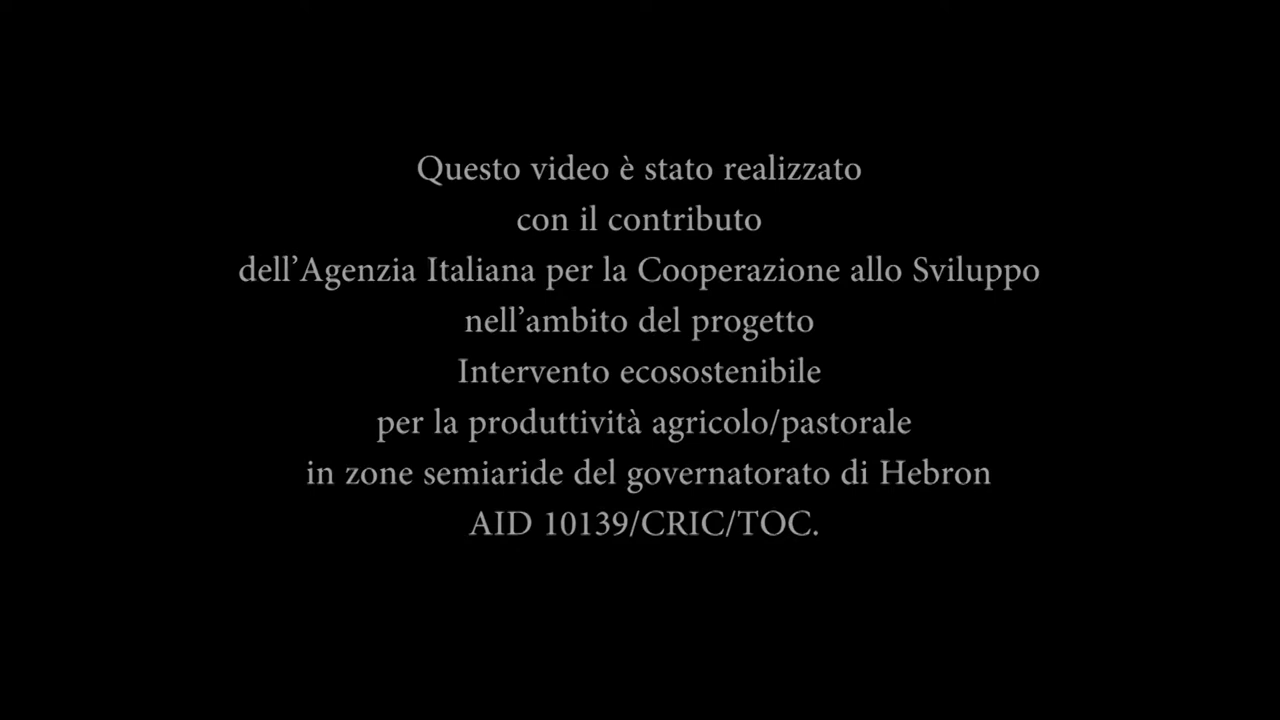 Questo video è stato realizzato
con il contributo
dell’Agenzia Italiana per la Cooperazione allo Sviluppo
nell’ambito del progetto
Intervento ecosostenibile
per la produttività agricolo/pastorale
in zone semiaride del governatorato di Hebron
AID 10139/CRIC/TOC.